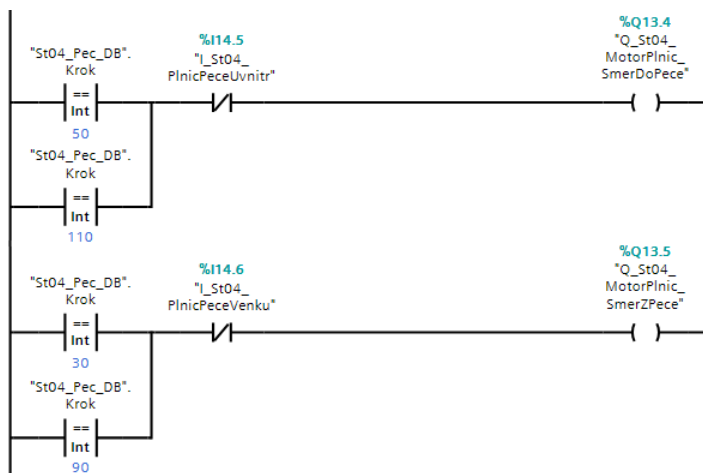 %I14.5
%Q13.4
"St04_Pec_DB".
Krok
"I_St04_
PlnicPeceUvnitr"
"Q_St04_
MotorPlnic_
SmerDoPece"
==
Int
50
"St04_Pec_DB".
Krok
==
Int
110
%I14.6
%Q13.5
"St04_Pec_DB".
Krok
"I_St04_
PlnicPeceVenku"
"Q_St04_
MotorPlnic_
SmerZPece"
==
Int
30
"St04_Pec_DB".
Krok
==
Int
90